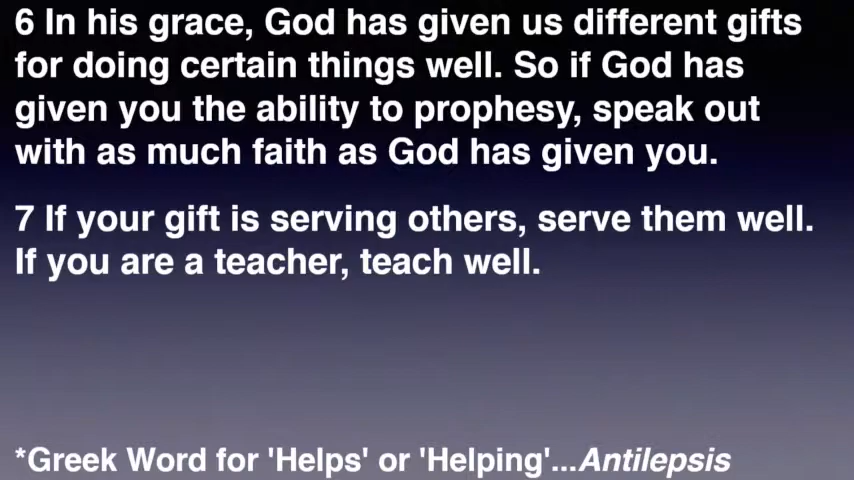 6 In his grace, God has given us different gifts
for doing certain things well. So if God has
given you the ability to prophesy, speak out
with as much faith as God has given you.
7 If your gift is serving others, serve them well.
If you are a teacher, teach well.
*Greek Word for 'Helps' or 'Helping'...Antilepsis